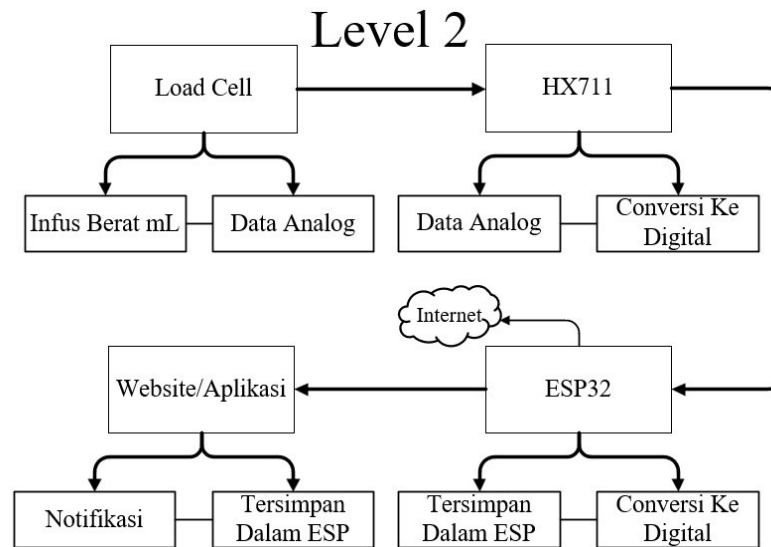 Level 2
Load Cell
HX711
Infus Berat mL
Data Analog
Data Analog
Conversi Ke
Digital
Internet
Website/Aplikasi
ESP32
Notifikasi
Tersimpan
Dalam ESP
Tersimpan
Dalam ESP
Conversi Ke
Digital